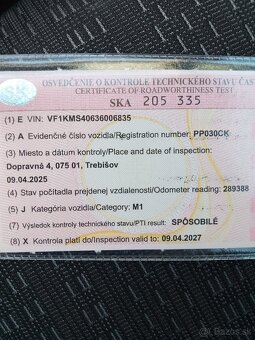 OSVEDČENIE O KONTROLE TECHNICKÉHO STAVU ČAS
CERTIFICATE OF ROADWORTHINESS TEST
SK
SKA 205 335
(1) E VIN: VF1KMS40636006835
(2) A Evidenčné číslo vozidla/Registration number: PP030CK
(3) Miesto a dátum kontroly/Place and date of inspection:
Dopravná 4, 075 01, Trebišov
09.04.2025
(4) Stav počítadla prejdenej vzdialenosti/Odometer reading: 289388
(5) J Kategória vozidla/Category: M1
(7) Výsledok kontroly technického stavu/PTI result: SPÔSOBILÉ
(8) X Kontrola platí do/Inspection valid to: 09.04.2027
Bazos.sk